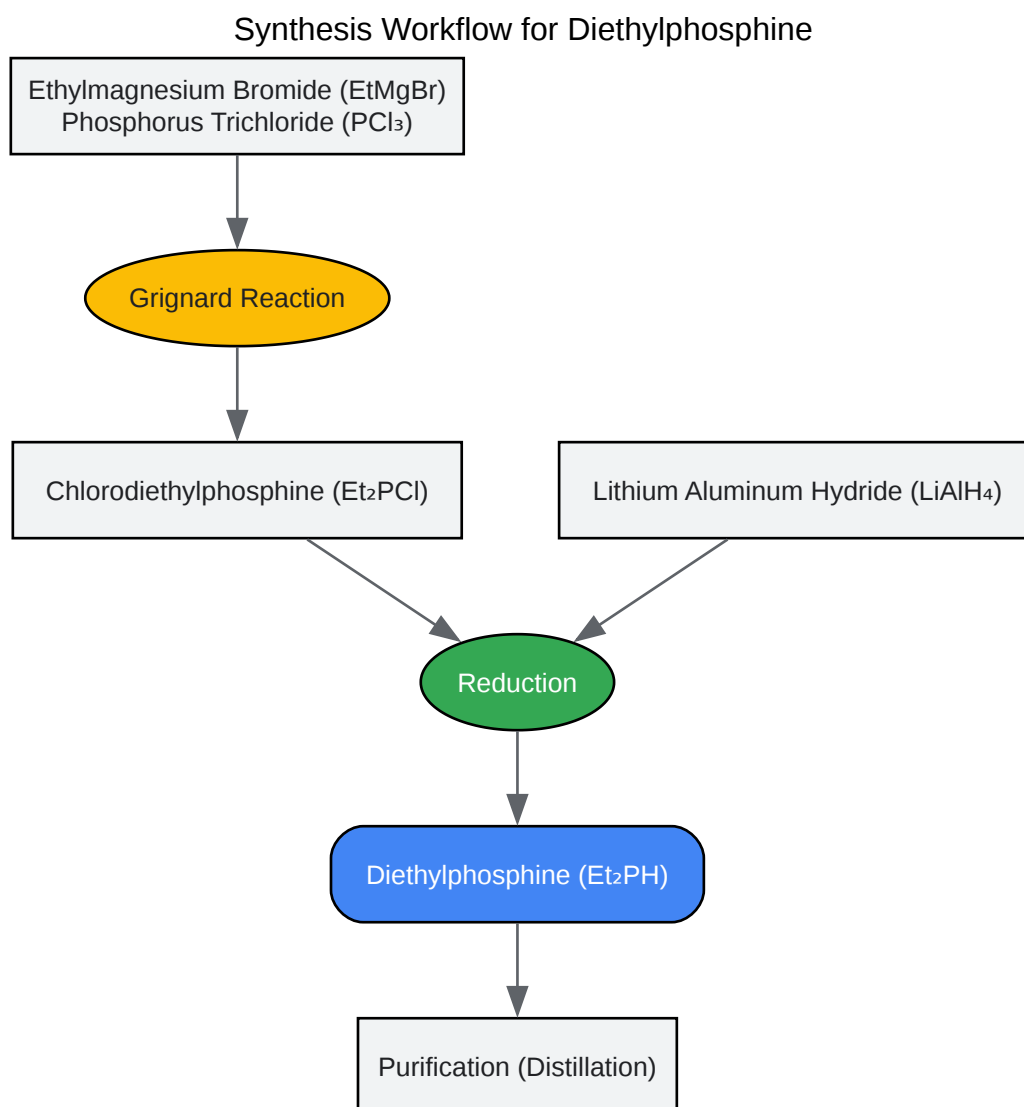 Synthesis Workflow for Diethylphosphine
Ethylmagnesium Bromide (EtMgBr)
Phosphorus Trichloride (PCl₃)
Grignard Reaction
Chlorodiethylphosphine (Et₂PCl)
Lithium Aluminum Hydride (LiAlH₄)
Reduction
Diethylphosphine (Et₂PH)
Purification (Distillation)